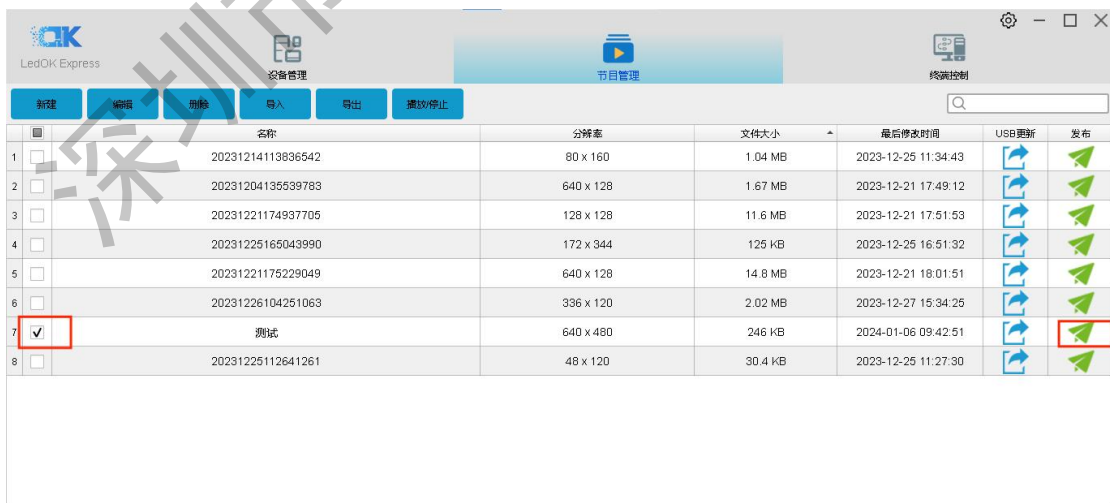 LedOK Express
设备管理
节目管理
终端控制
新建 编辑 删除 导入 导出 播放/停止
名称 分辨率 文件大小 最后修改时间 USB更新 发布
1 20231214113836542 80 x 160 1.04 MB 2023-12-25 11:34:43
2 20231204135539783 640 x 128 1.67 MB 2023-12-21 17:49:12
3 20231221174937705 128 x 128 11.6 MB 2023-12-21 17:51:53
4 20231225165043990 172 x 344 125 KB 2023-12-25 16:51:32
5 20231221175229049 640 x 128 14.8 MB 2023-12-21 18:01:51
6 20231226104251063 336 x 120 2.02 MB 2023-12-27 15:34:25
7 测试 640 x 480 246 KB 2024-01-06 09:42:51
8 20231225112641261 48 x 120 30.4 KB 2023-12-25 11:27:30
深圳市